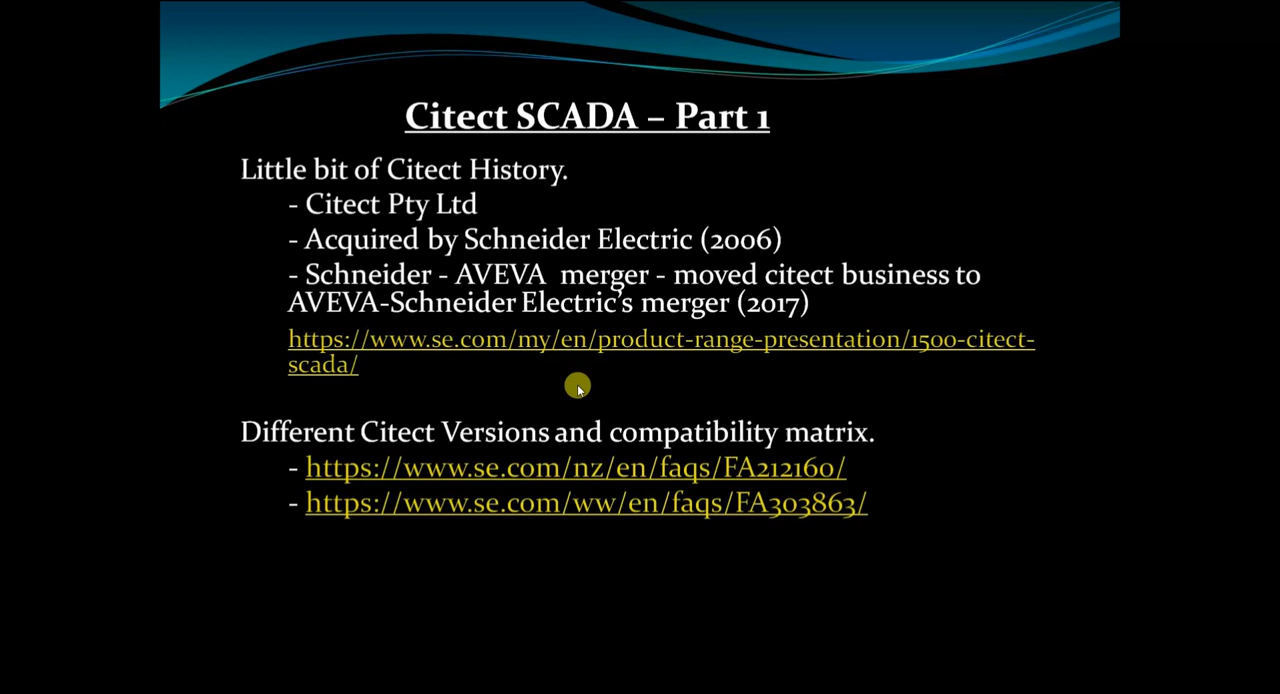 Citect SCADA – Part 1
Little bit of Citect History.
- Citect Pty Ltd
- Acquired by Schneider Electric (2006)
- Schneider - AVEVA  merger - moved citect business to
AVEVA-Schneider Electric's merger (2017)
https://www.se.com/my/en/product-range-presentation/1500-citect-
scada/
Different Citect Versions and compatibility matrix.
- https://www.se.com/nz/en/faqs/FA212160/
- https://www.se.com/ww/en/faqs/FA303863/